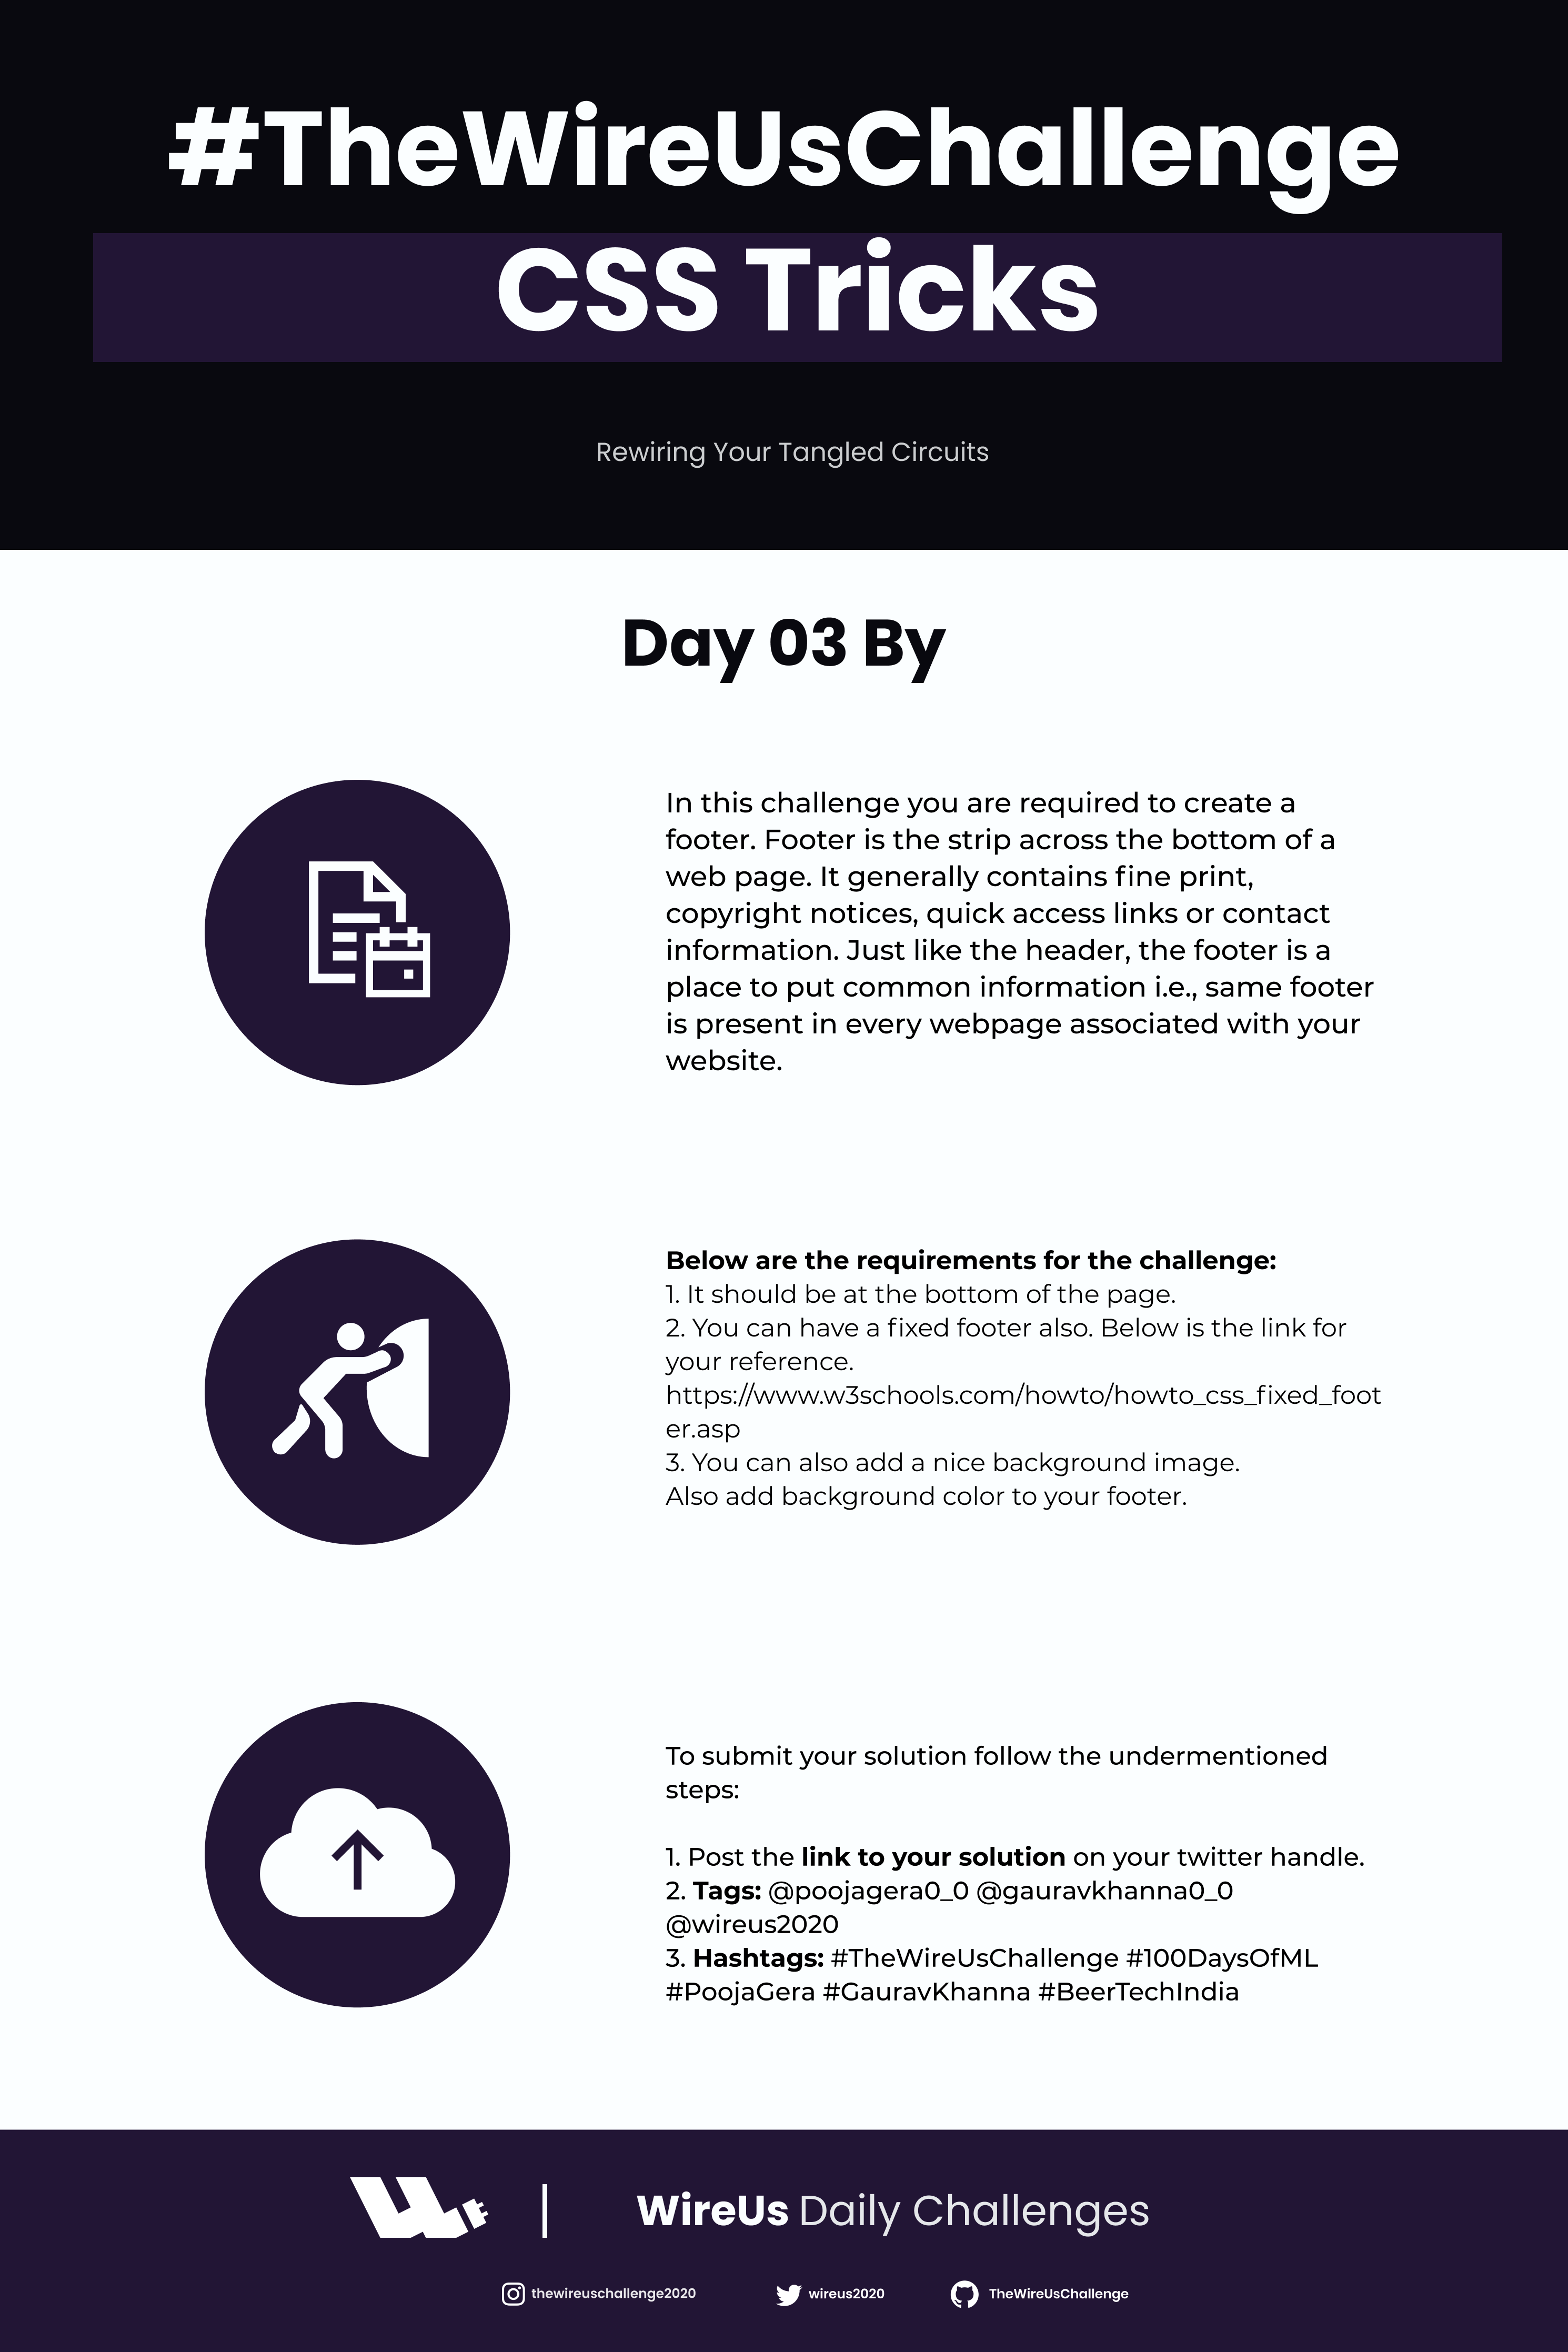 #TheWireUsChallenge
CSS Tricks
Rewiring Your Tangled Circuits
Day 03 By
In this challenge you are required to create a
footer. Footer is the strip across the bottom of a
web page. It generally contains fine print,
copyright notices, quick access links or contact
information. Just like the header, the footer is a
place to put common information i.e., same footer
is present in every webpage associated with your
website.
Below are the requirements for the challenge:
1. It should be at the bottom of the page.
2. You can have a fixed footer also. Below is the link for
your reference.
https://www.w3schools.com/howto/howto_css_fixed_foot
er.asp
3. You can also add a nice background image.
Also add background color to your footer.
To submit your solution follow the undermentioned
steps:
1. Post the link to your solution on your twitter handle.
2. Tags: @poojagera0_0 @gauravkhanna0_0
@wireus2020
3. Hashtags: #TheWireUsChallenge #100DaysOfML
#PoojaGera #GauravKhanna #BeerTechIndia
WireUs Daily Challenges
thewireuschallenge2020 wireus2020 TheWireUsChallenge